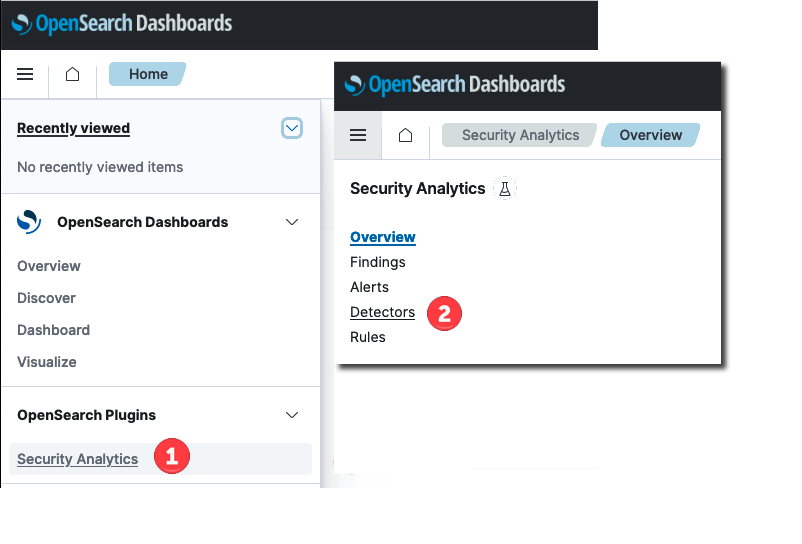 OpenSearch Dashboards
Home
Recently viewed
No recently viewed items
OpenSearch Dashboards
Overview
Discover
Dashboard
Visualize
OpenSearch Plugins
Security Analytics
1
OpenSearch Dashboards
Security Analytics
Overview
Security Analytics
Overview
Findings
Alerts
Detectors
2
Rules